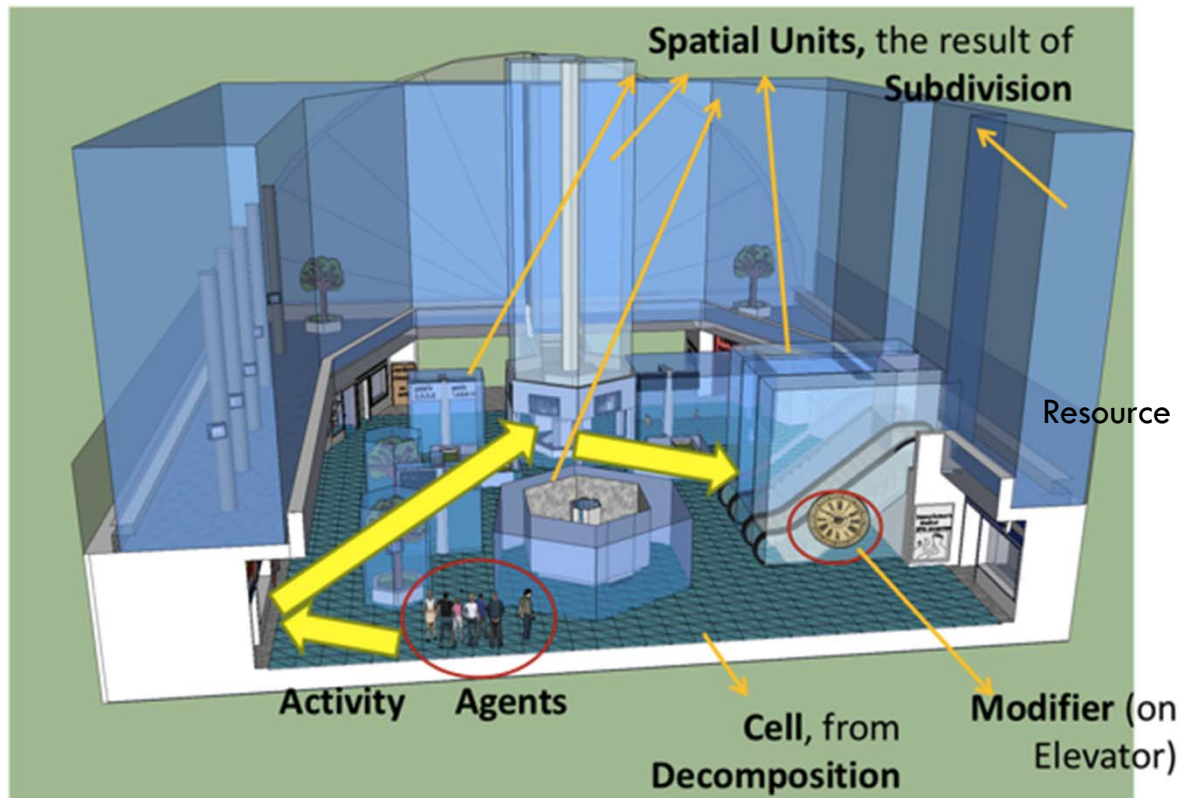 Spatial Units, the result of
Subdivision
Resource
Activity Agents
Cell, from
Decomposition
Modifier (on
Elevator)